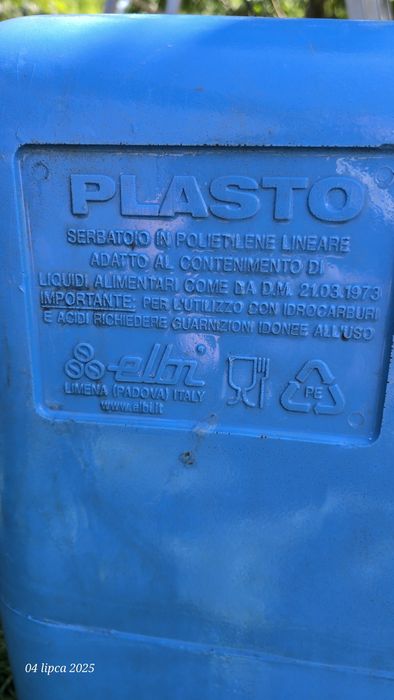 PLASTO
SERBATOIO IN POLIETILENE LINEARE
ADATTO AL CONTENIMENTO DI
LIQUIDI ALIMENTARI COME DA D.M. 21.03.1973
IMPORTANTE: PER L'UTILIZZO CON IDROCARBURI
E ACIDI RICHIEDERE GUARNIZIONI IDONEE ALL'USO
elbi
LIMENA (PADOVA) ITALY
www.elbi.it
PE
04 lipca 2025